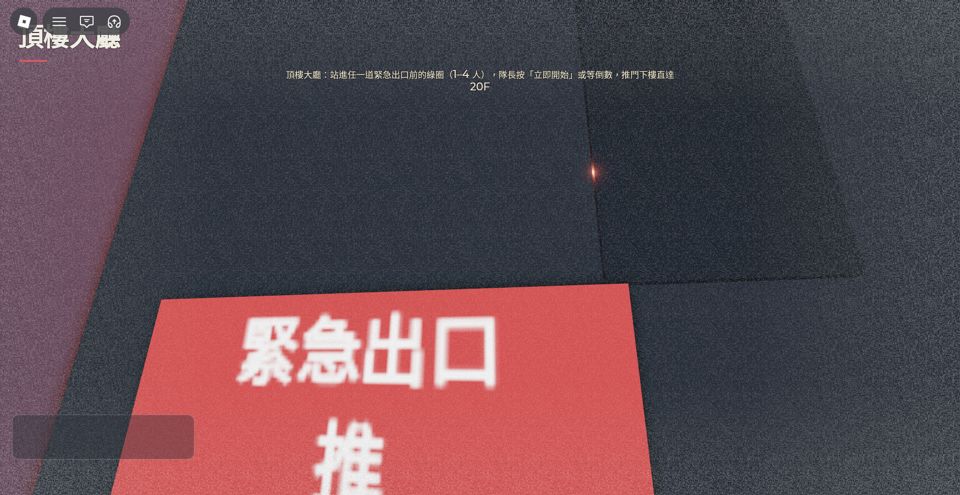 頂樓大廳
頂樓大廳：站進任一道緊急出口前的綠圈（1–4 人），隊長按「立即開始」或等倒數，推門下樓直達
20F
緊急出口
推